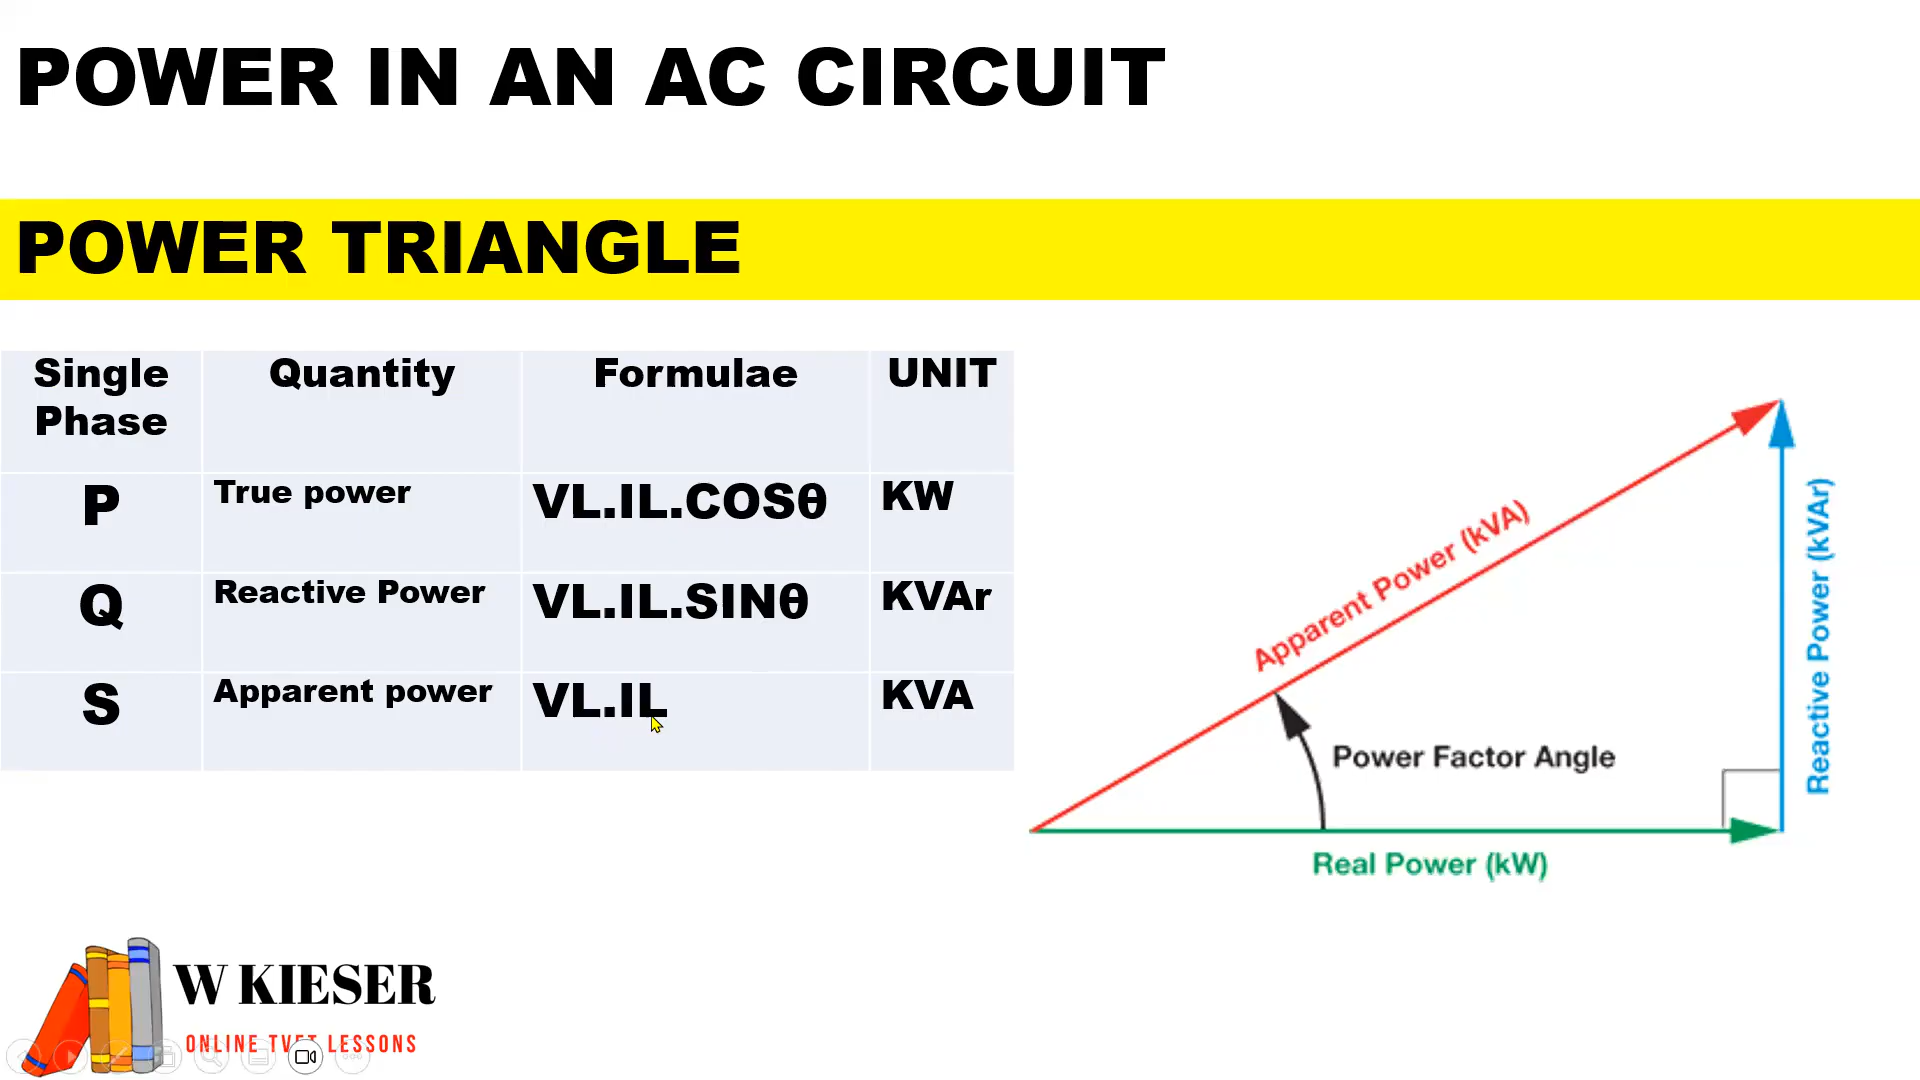 POWER IN AN AC CIRCUIT
POWER TRIANGLE
Single Phase Quantity Formulae UNIT
P True power VL.IL.COSθ KW
Q Reactive Power VL.IL.SINθ KVAr
S Apparent power VL.IL KVA
Apparent Power (kVA)
Reactive Power (kVAr)
Power Factor Angle
Real Power (kW)
W KIESER
ONLINE TVET LESSONS